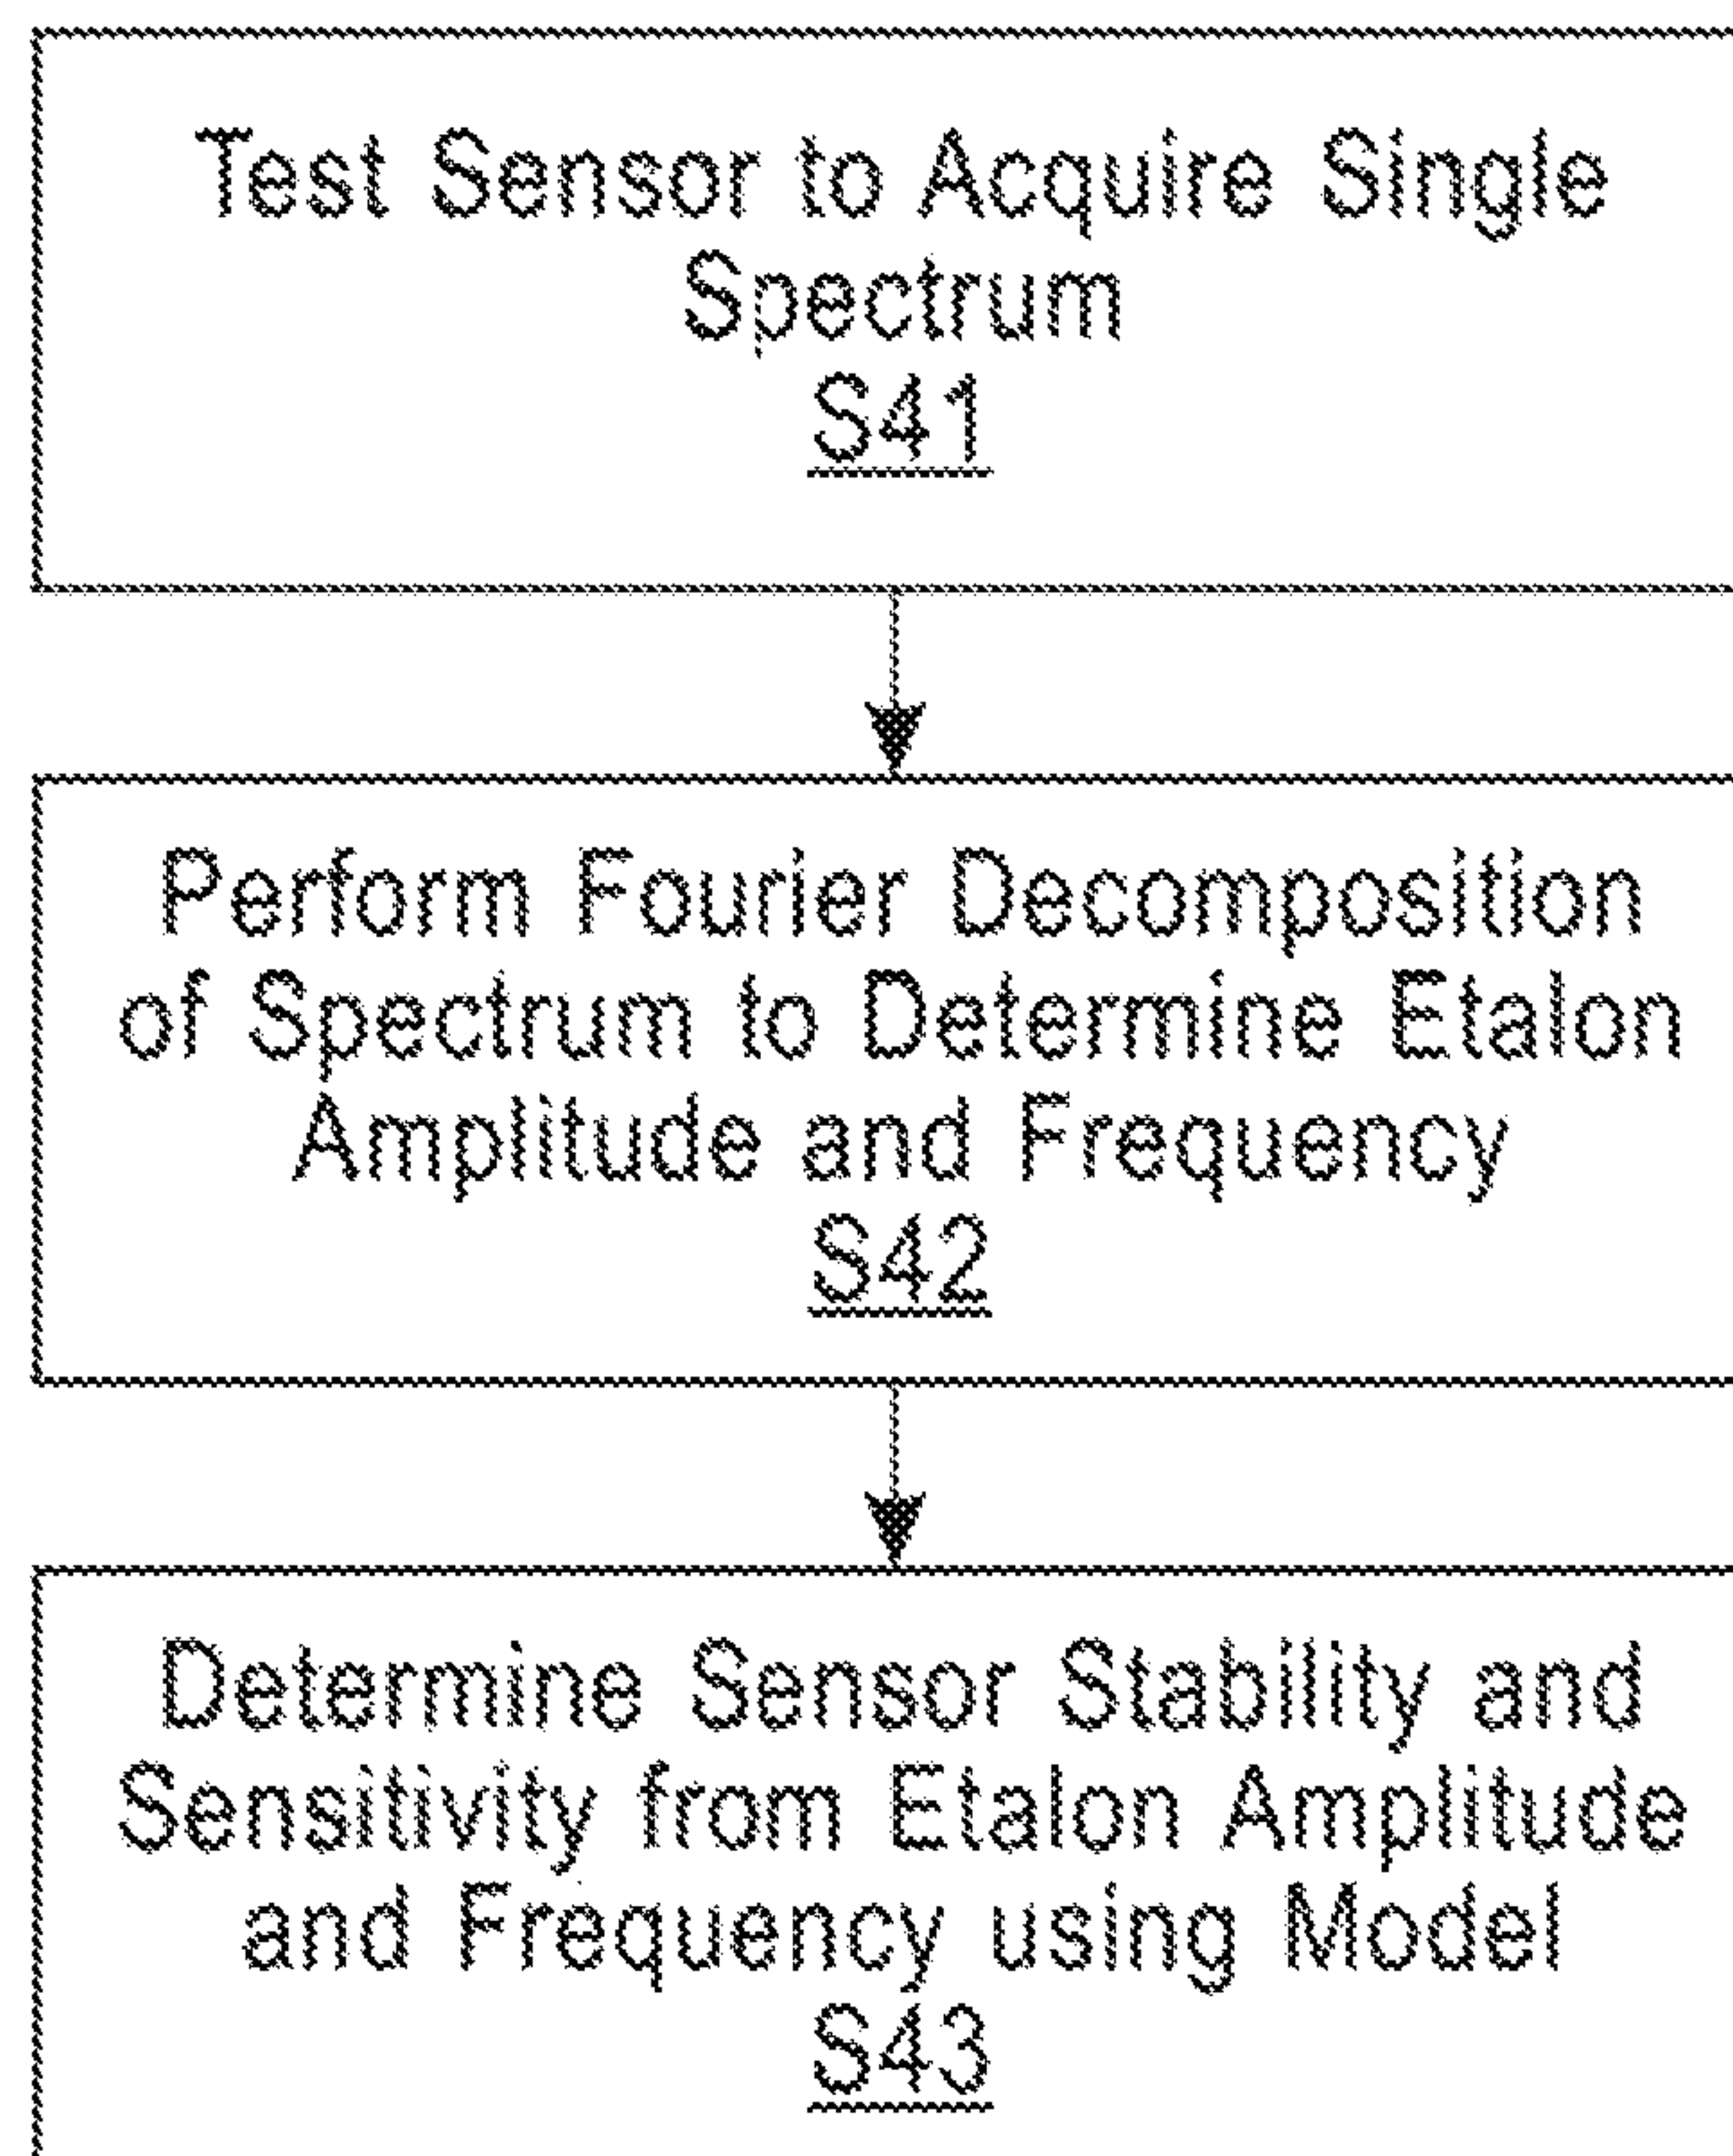 Test Sensor to Acquire Single
Spectrum
S41
Perform Fourier Decomposition
of Spectrum to Determine Etalon
Amplitude and Frequency
S42
Determine Sensor Stability and
Sensitivity from Etalon Amplitude
and Frequency using Model
S43